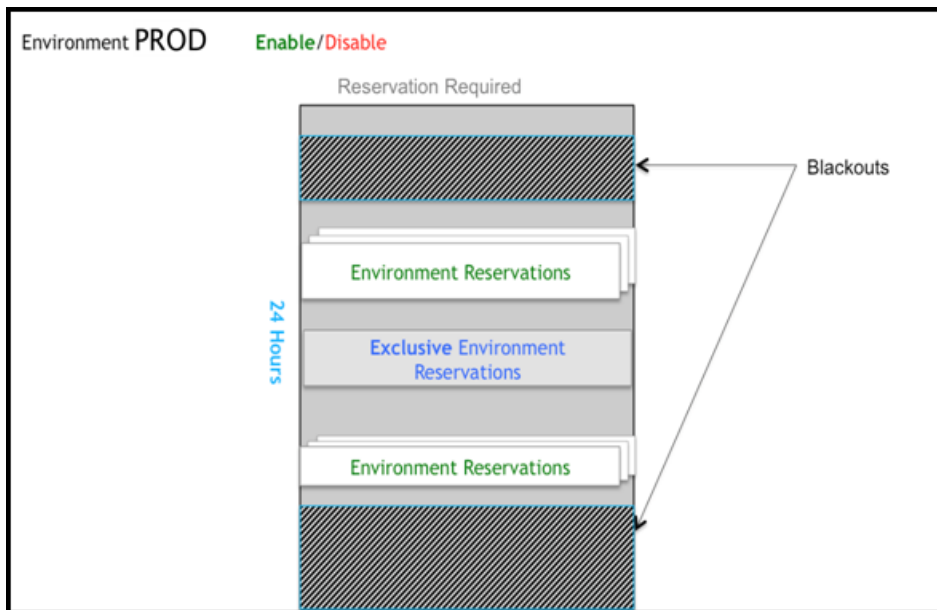 Environment PROD Enable/Disable
Reservation Required
Blackouts
Environment Reservations
24 Hours
Exclusive Environment
Reservations
Environment Reservations